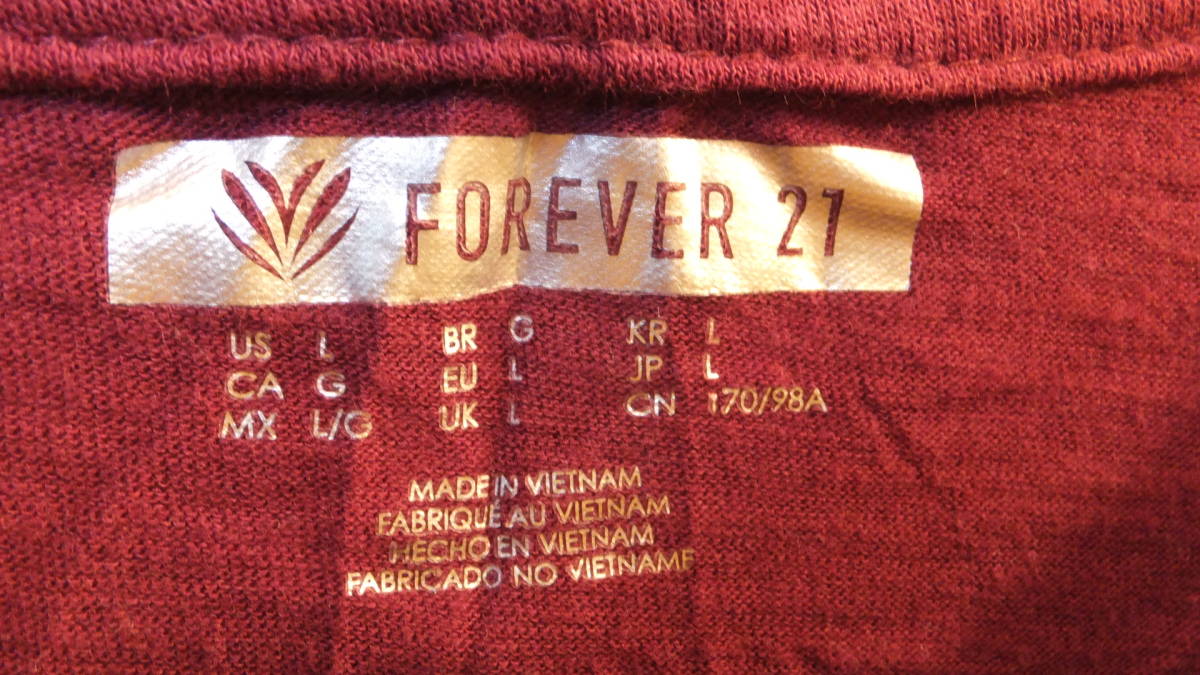 FOREVER 21
US L BR G KR L
CA G EU L JP L
MX L/G UK L CN 170/98A
MADE IN VIETNAM
FABRIQUÉ AU VIETNAM
HECHO EN VIETNAM
FABRICADO NO VIETNAME